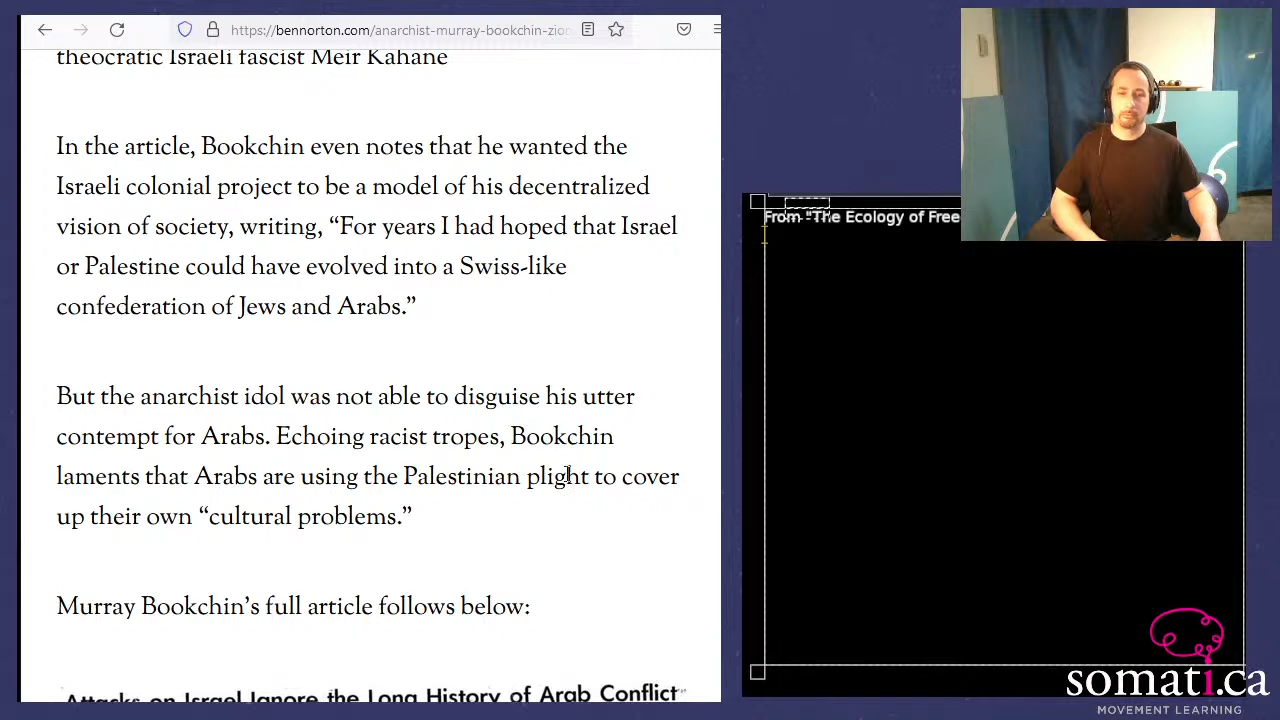 https://bennorton.com/anarchist-murray-bookchin-zion
theocratic Israeli fascist Meir Kahane
In the article, Bookchin even notes that he wanted the
Israeli colonial project to be a model of his decentralized
vision of society, writing, “For years I had hoped that Israel
or Palestine could have evolved into a Swiss-like
confederation of Jews and Arabs.”
But the anarchist idol was not able to disguise his utter
contempt for Arabs. Echoing racist tropes, Bookchin
laments that Arabs are using the Palestinian plight to cover
up their own “cultural problems.”
Murray Bookchin’s full article follows below:
Attacks on Israel Ignore the Long History of Arab Conflict
From "The Ecology of Free
somati.ca
MOVEMENT LEARNING